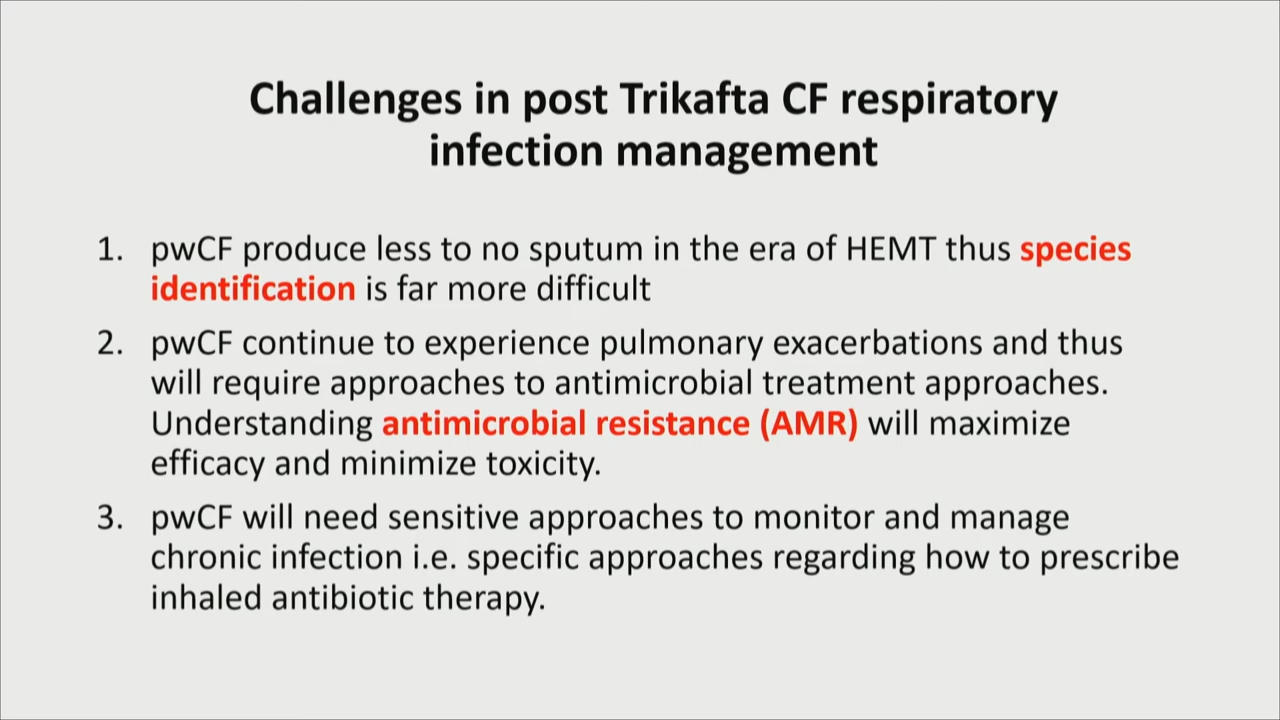 Challenges in post Trikafta CF respiratory
infection management
1. pwCF produce less to no sputum in the era of HEMT thus species
identification is far more difficult
2. pwCF continue to experience pulmonary exacerbations and thus
will require approaches to antimicrobial treatment approaches.
Understanding antimicrobial resistance (AMR) will maximize
efficacy and minimize toxicity.
3. pwCF will need sensitive approaches to monitor and manage
chronic infection i.e. specific approaches regarding how to prescribe
inhaled antibiotic therapy.